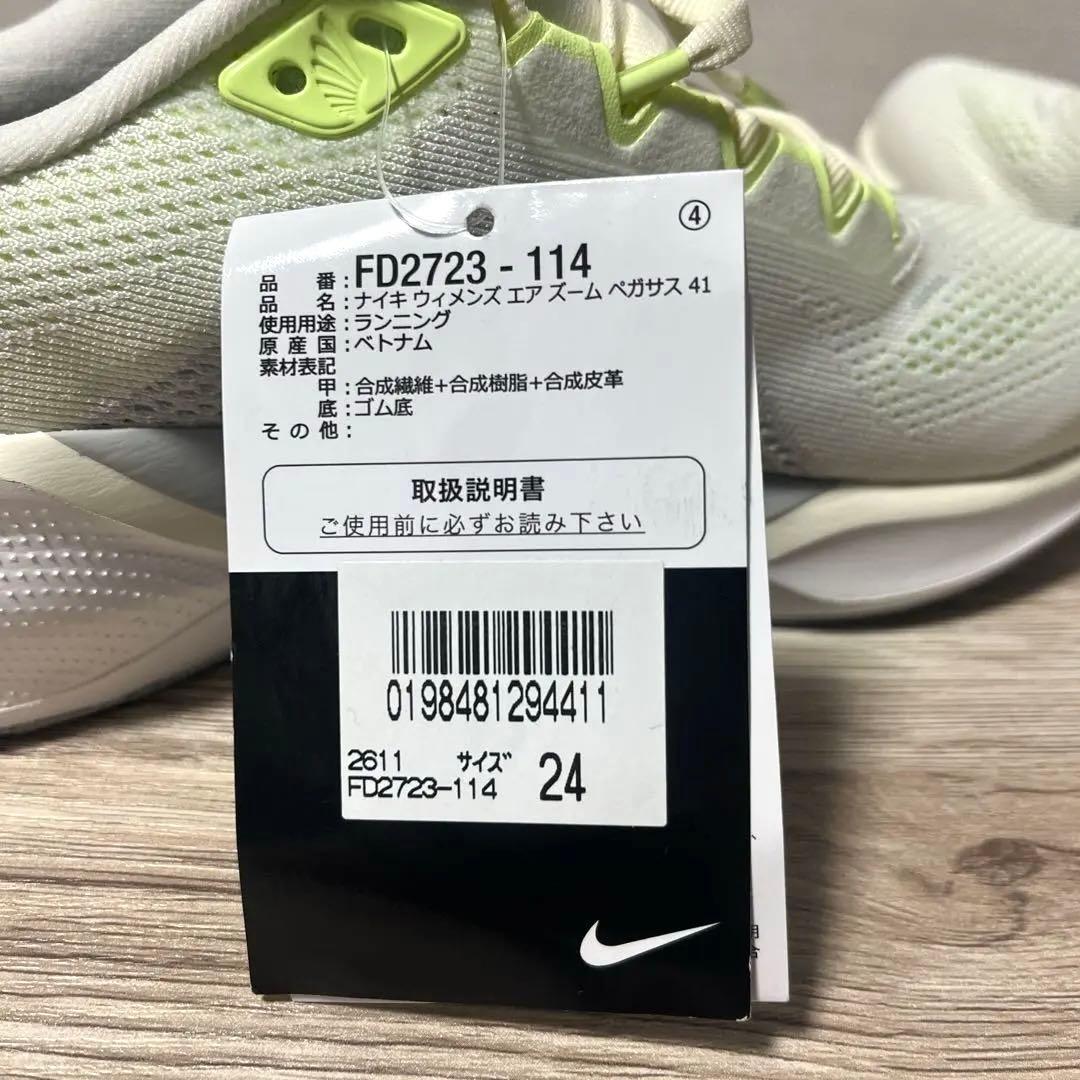 ④
品番:FD2723-114
品名:ナイキ ウィメンズ エア ズーム ペガサス 41
使用用途:ランニング
原産国:ベトナム
素材表記
甲:合成繊維+合成樹脂+合成皮革
底:ゴム底
その他:
取扱説明書
ご使用前に必ずお読み下さい
0198481294411
2611 サイズ 24
FD2723-114